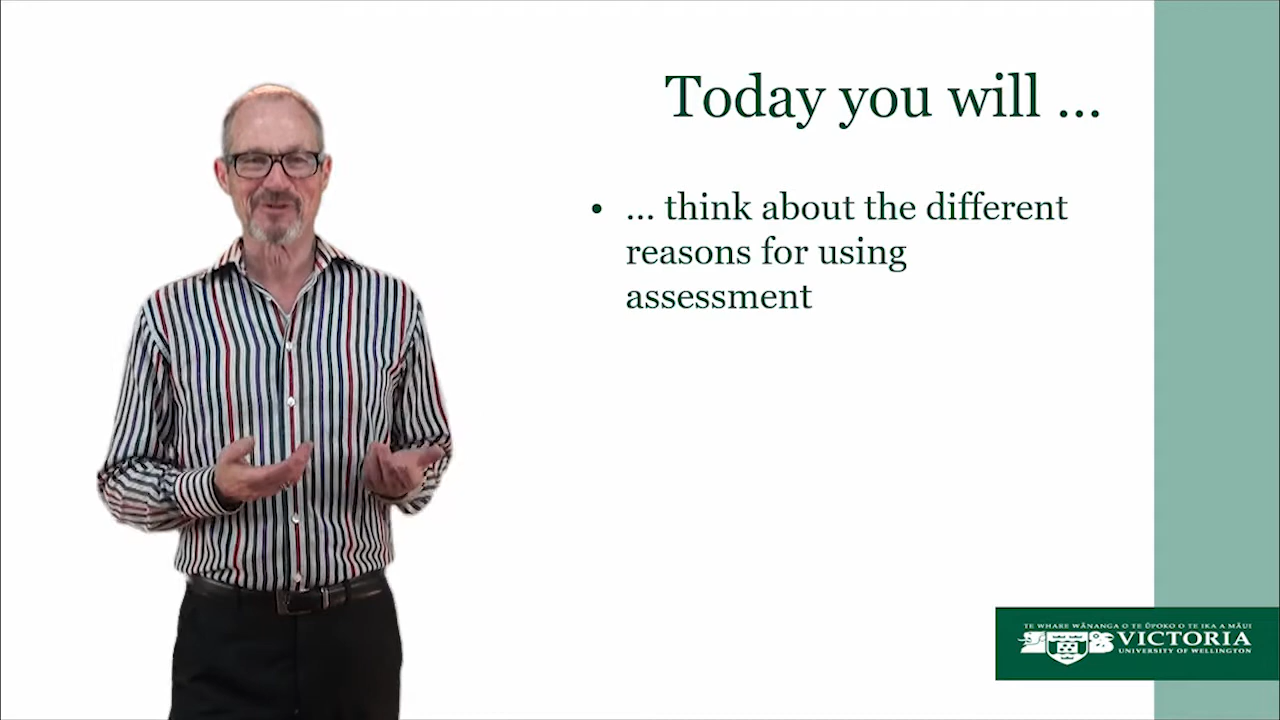 Today you will ...
• ... think about the different
reasons for using
assessment
TE WHARE WĀNANGA O TE ŪPOKO O TE IKA A MĀUI
VICTORIA
UNIVERSITY OF WELLINGTON